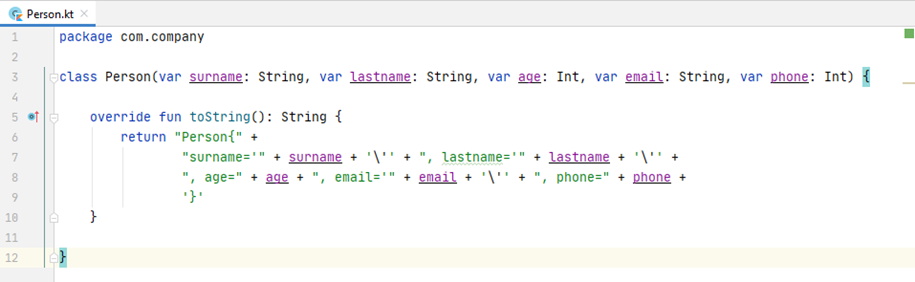 Person.kt
1 package com.company
2
3 class Person(var surname: String, var lastname: String, var age: Int, var email: String, var phone: Int) {
4
5 override fun toString(): String {
6 return "Person{" +
7 "surname='" + surname + '\'' + ", lastname='" + lastname + '\'' +
8 ", age=" + age + ", email='" + email + '\'' + ", phone=" + phone +
9 '}'
10 }
11
12 }